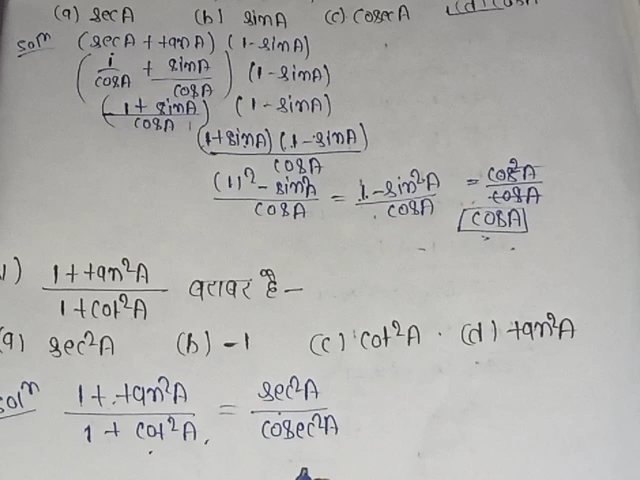 (a) secA (b) sinA (c) cosecA (d) cosA
Solⁿ (secA + tanA) (1-sinA)
(1/cosA + sinA/cosA) (1-sinA)
(1 + sinA/cosA) (1-sinA)
(1+sinA) (1-sinA)/cosA
(1)² - sin²A/cosA = 1-sin²A/cosA = cos²A/cosA
cosA
1) 1+tan²A/1+cot²A बराबर है -
(a) sec²A (b) -1 (c) cot²A . (d) tan²A
Solⁿ 1+tan²A/1+cot²A = sec²A/cosec²A